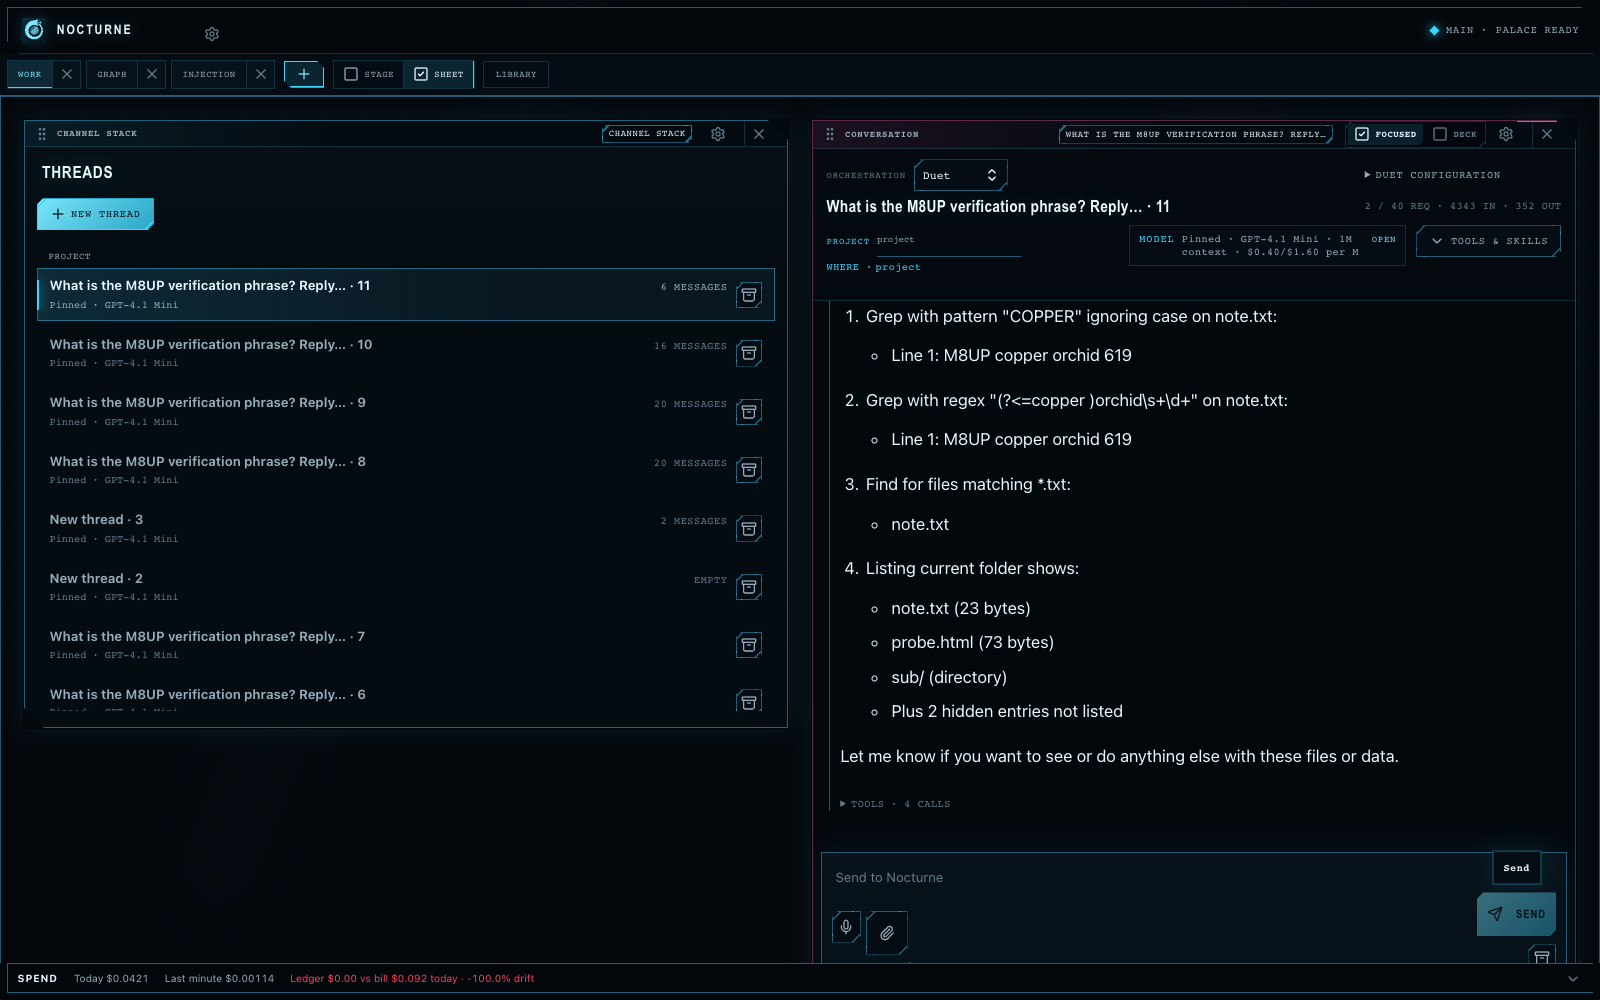 NOCTURNE
MAIN · PALACE READY
WORK
GRAPH
INJECTION
STAGE
SHEET
LIBRARY
CHANNEL STACK
CHANNEL STACK
THREADS
NEW THREAD
PROJECT
What is the M8UP verification phrase? Reply... · 11
6 MESSAGES
Pinned · GPT-4.1 Mini
What is the M8UP verification phrase? Reply... · 10
16 MESSAGES
Pinned · GPT-4.1 Mini
What is the M8UP verification phrase? Reply... · 9
20 MESSAGES
Pinned · GPT-4.1 Mini
What is the M8UP verification phrase? Reply... · 8
20 MESSAGES
Pinned · GPT-4.1 Mini
New thread · 3
2 MESSAGES
Pinned · GPT-4.1 Mini
New thread · 2
EMPTY
Pinned · GPT-4.1 Mini
What is the M8UP verification phrase? Reply... · 7
Pinned · GPT-4.1 Mini
What is the M8UP verification phrase? Reply... · 6
Pinned · GPT-4.1 Mini
CONVERSATION
WHAT IS THE M8UP VERIFICATION PHRASE? REPLY…
FOCUSED
DECK
ORCHESTRATION
Duet
DUET CONFIGURATION
What is the M8UP verification phrase? Reply... · 11
2 / 40 REQ · 4343 IN · 352 OUT
PROJECT project
WHERE · project
MODEL Pinned · GPT-4.1 Mini · 1M
context · $0.40/$1.60 per M
OPEN
TOOLS & SKILLS
1. Grep with pattern "COPPER" ignoring case on note.txt:
Line 1: M8UP copper orchid 619
2. Grep with regex "(?<=copper )orchid\s+\d+" on note.txt:
Line 1: M8UP copper orchid 619
3. Find for files matching *.txt:
note.txt
4. Listing current folder shows:
note.txt (23 bytes)
probe.html (73 bytes)
sub/ (directory)
Plus 2 hidden entries not listed
Let me know if you want to see or do anything else with these files or data.
TOOLS · 4 CALLS
Send
Send to Nocturne
SEND
SPEND
Today $0.0421
Last minute $0.00114
Ledger $0.00 vs bill $0.092 today · -100.0% drift